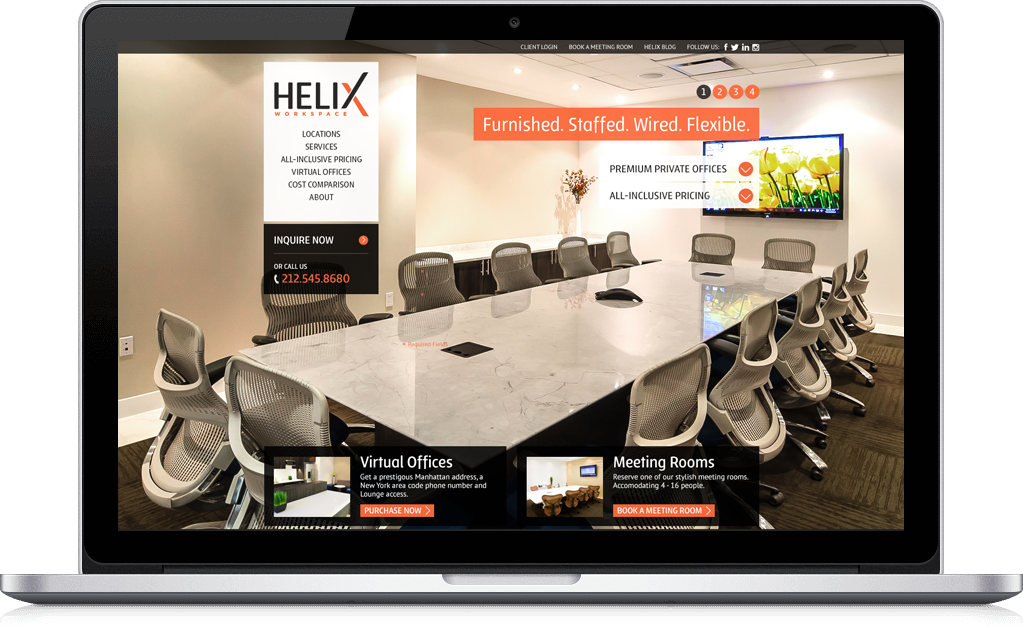 CLIENT LOGIN BOOK A MEETING ROOM HELIX BLOG FOLLOW US:
HELIX
WORKSPACE
LOCATIONS
SERVICES
ALL-INCLUSIVE PRICING
VIRTUAL OFFICES
COST COMPARISON
ABOUT
INQUIRE NOW
OR CALL US
212.545.8680
1 2 3 4
Furnished. Staffed. Wired. Flexible.
PREMIUM PRIVATE OFFICES
ALL-INCLUSIVE PRICING
* Required Fields
Virtual Offices
Get a prestigous Manhattan address, a
New York area code phone number and
Lounge access.
PURCHASE NOW
Meeting Rooms
Reserve one of our stylish meeting rooms.
Accomodating 4 - 16 people.
BOOK A MEETING ROOM